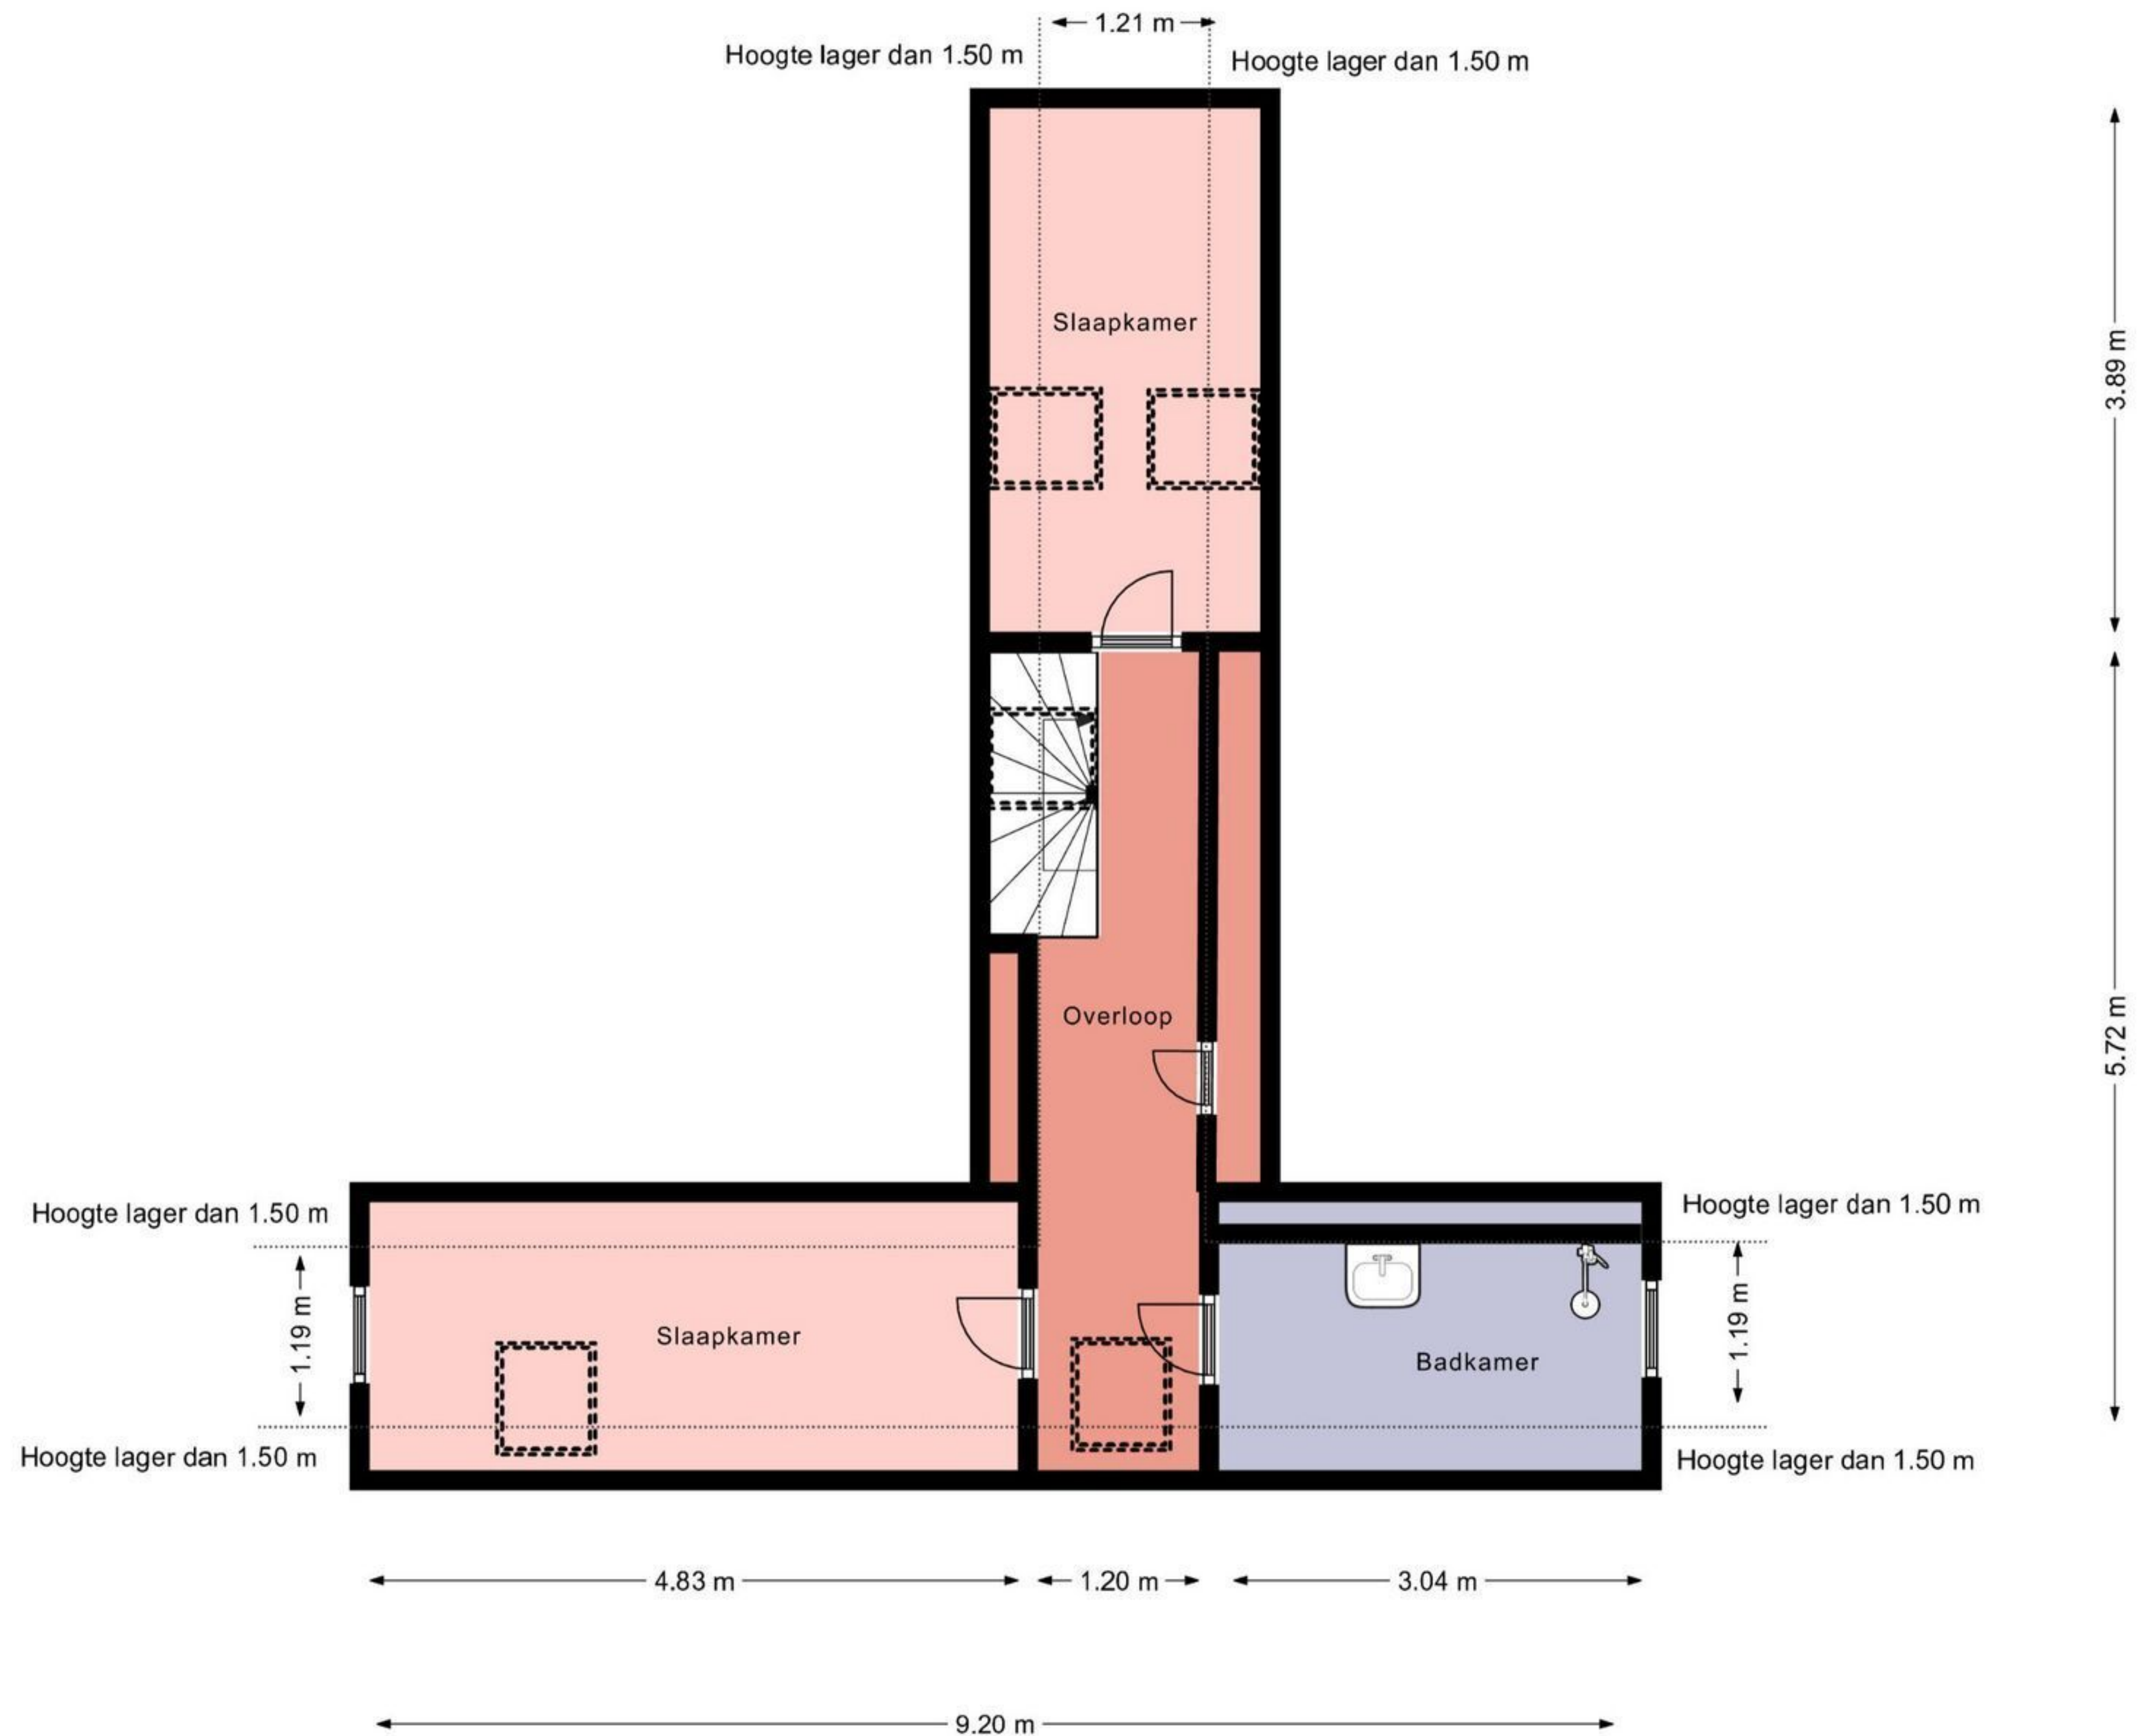 1.21 m
Hoogte lager dan 1.50 m
Hoogte lager dan 1.50 m
Slaapkamer
3.89 m
Overloop
5.72 m
Hoogte lager dan 1.50 m
Hoogte lager dan 1.50 m
1.19 m
Slaapkamer
Badkamer
1.19 m
Hoogte lager dan 1.50 m
Hoogte lager dan 1.50 m
4.83 m
1.20 m
3.04 m
9.20 m